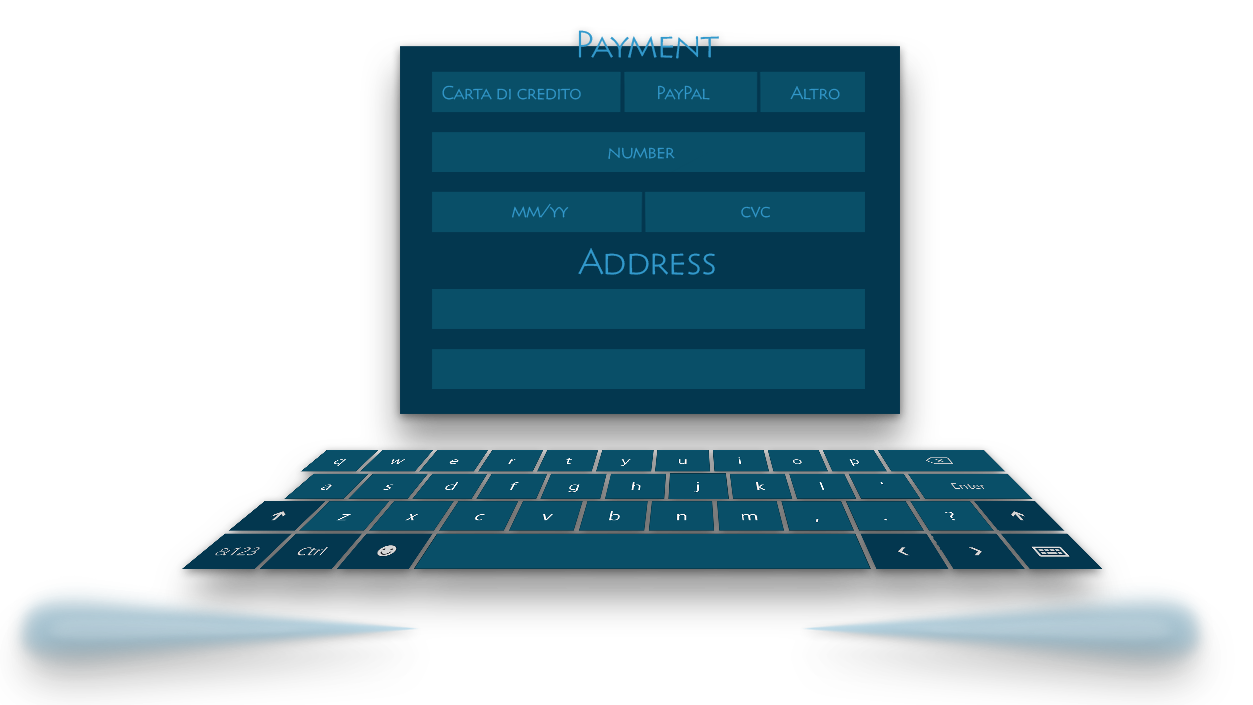 Payment
Carta di credito PayPal Altro
number
mm/yy cvc
Address
q w e r t y u i o p
a s d f g h j k l ' Enter
z x c v b n m , . ?
&123 Ctrl < >